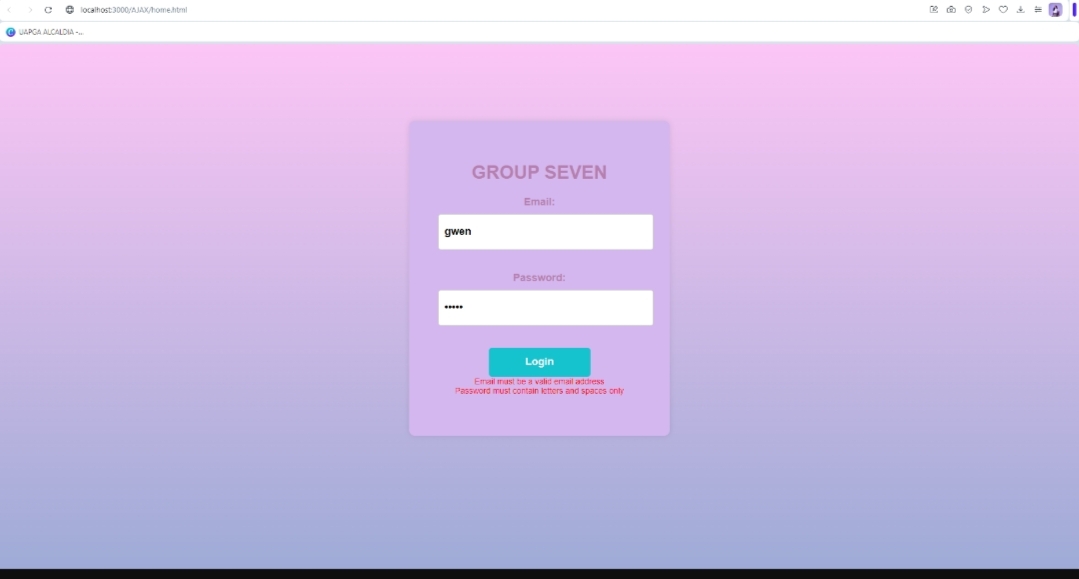 localhost:3000/AJAX/home.html
UAPGA ALCALDIA -...
GROUP SEVEN
Email:
gwen
Password:
•••••
Login
Email must be a valid email address
Password must contain letters and spaces only